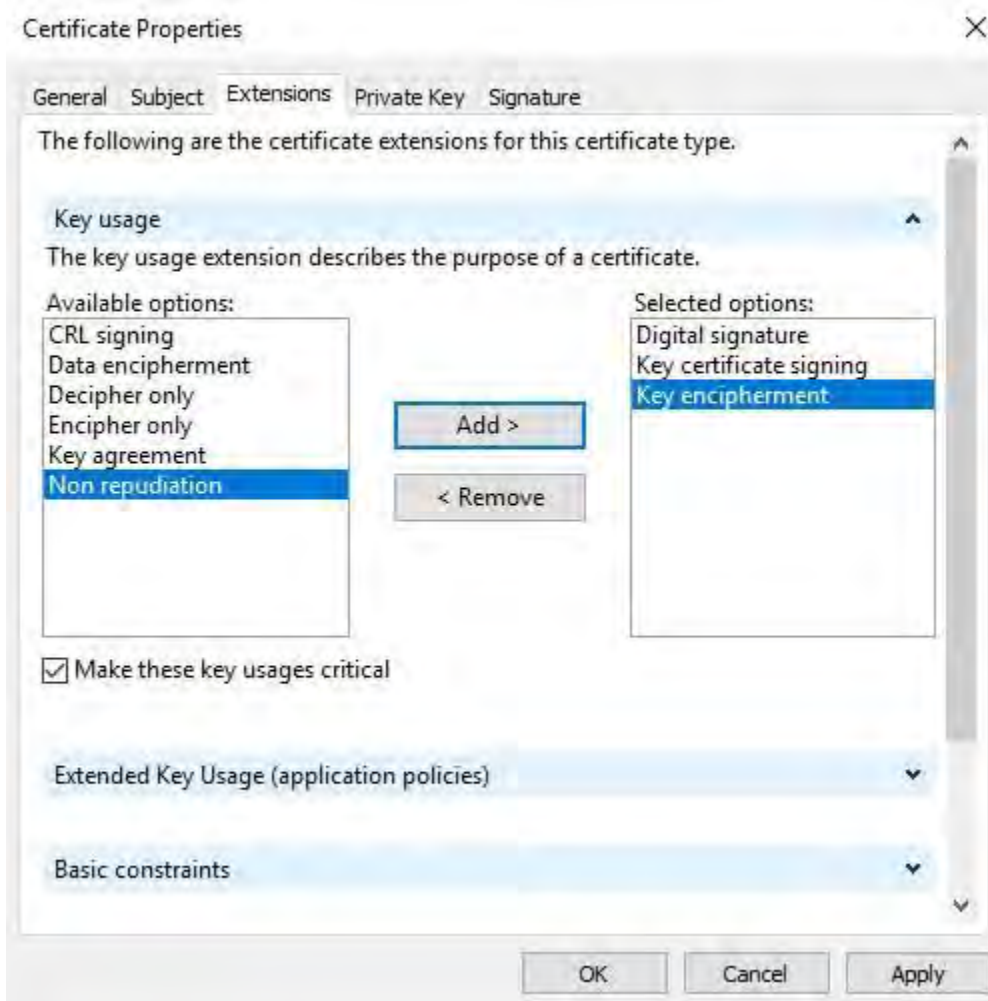 Certificate Properties
General Subject Extensions Private Key Signature
The following are the certificate extensions for this certificate type.
Key usage
The key usage extension describes the purpose of a certificate.
Available options:
CRL signing
Data encipherment
Decipher only
Encipher only
Key agreement
Non repudiation
Add >
< Remove
Selected options:
Digital signature
Key certificate signing
Key encipherment
Make these key usages critical
Extended Key Usage (application policies)
Basic constraints
OK Cancel Apply